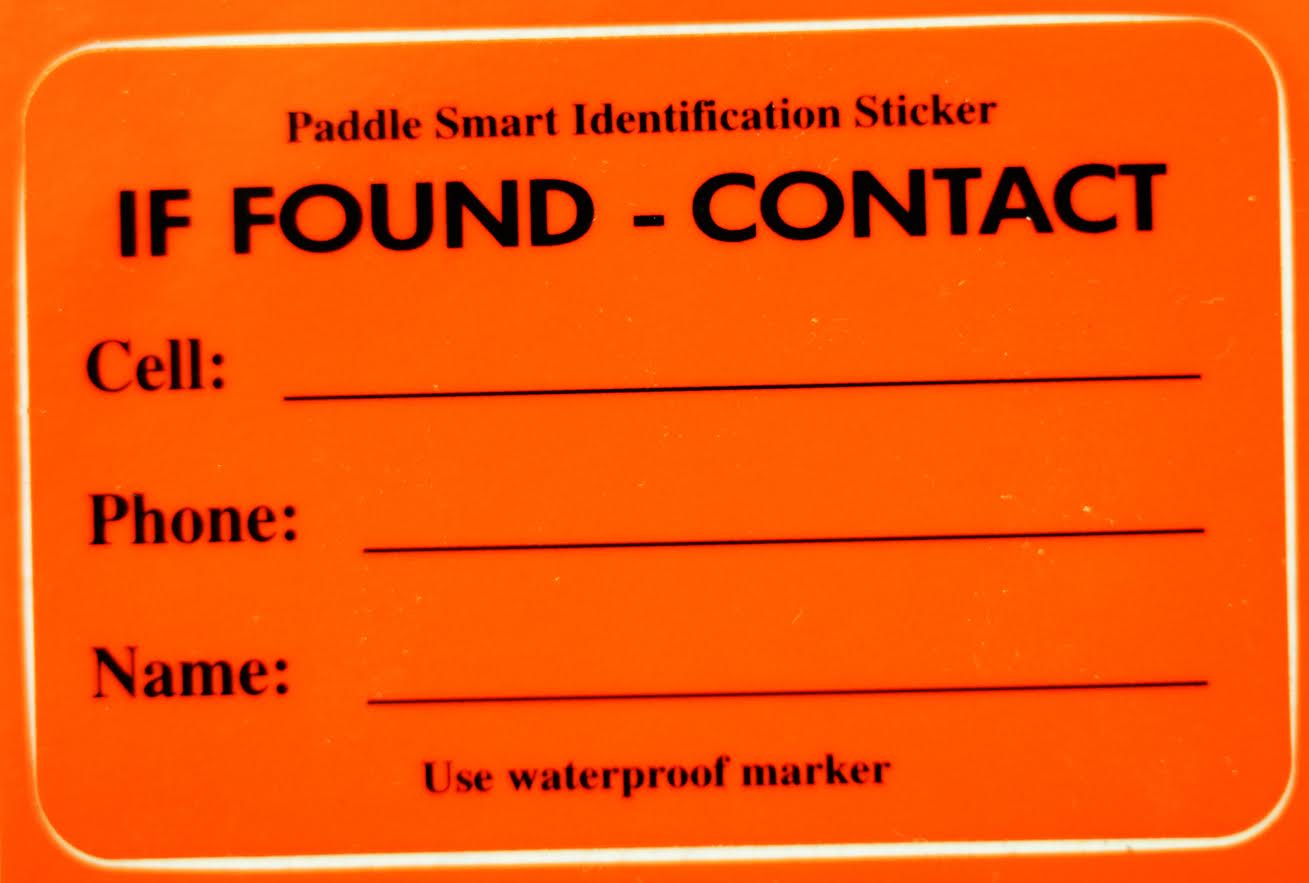 Paddle Smart Identification Sticker
IF FOUND - CONTACT
Cell:
Phone:
Name:
Use waterproof marker